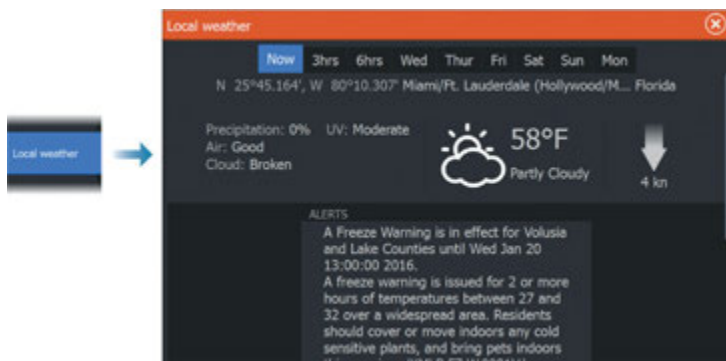 Local weather
Local weather
Now 3hrs 6hrs Wed Thur Fri Sat Sun Mon
N 25°45.164', W 80°10.307' Miami/Ft. Lauderdale (Hollywood/M... Florida
Precipitation: 0% UV: Moderate
Air: Good
Cloud: Broken
58°F
Partly Cloudy
4 kn
ALERTS
A Freeze Warning is in effect for Volusia
and Lake Counties until Wed Jan 20
13:00:00 2016.
A freeze warning is issued for 2 or more
hours of temperatures between 27 and
32 over a widespread area. Residents
should cover or move indoors any cold
sensitive plants, and bring pets indoors